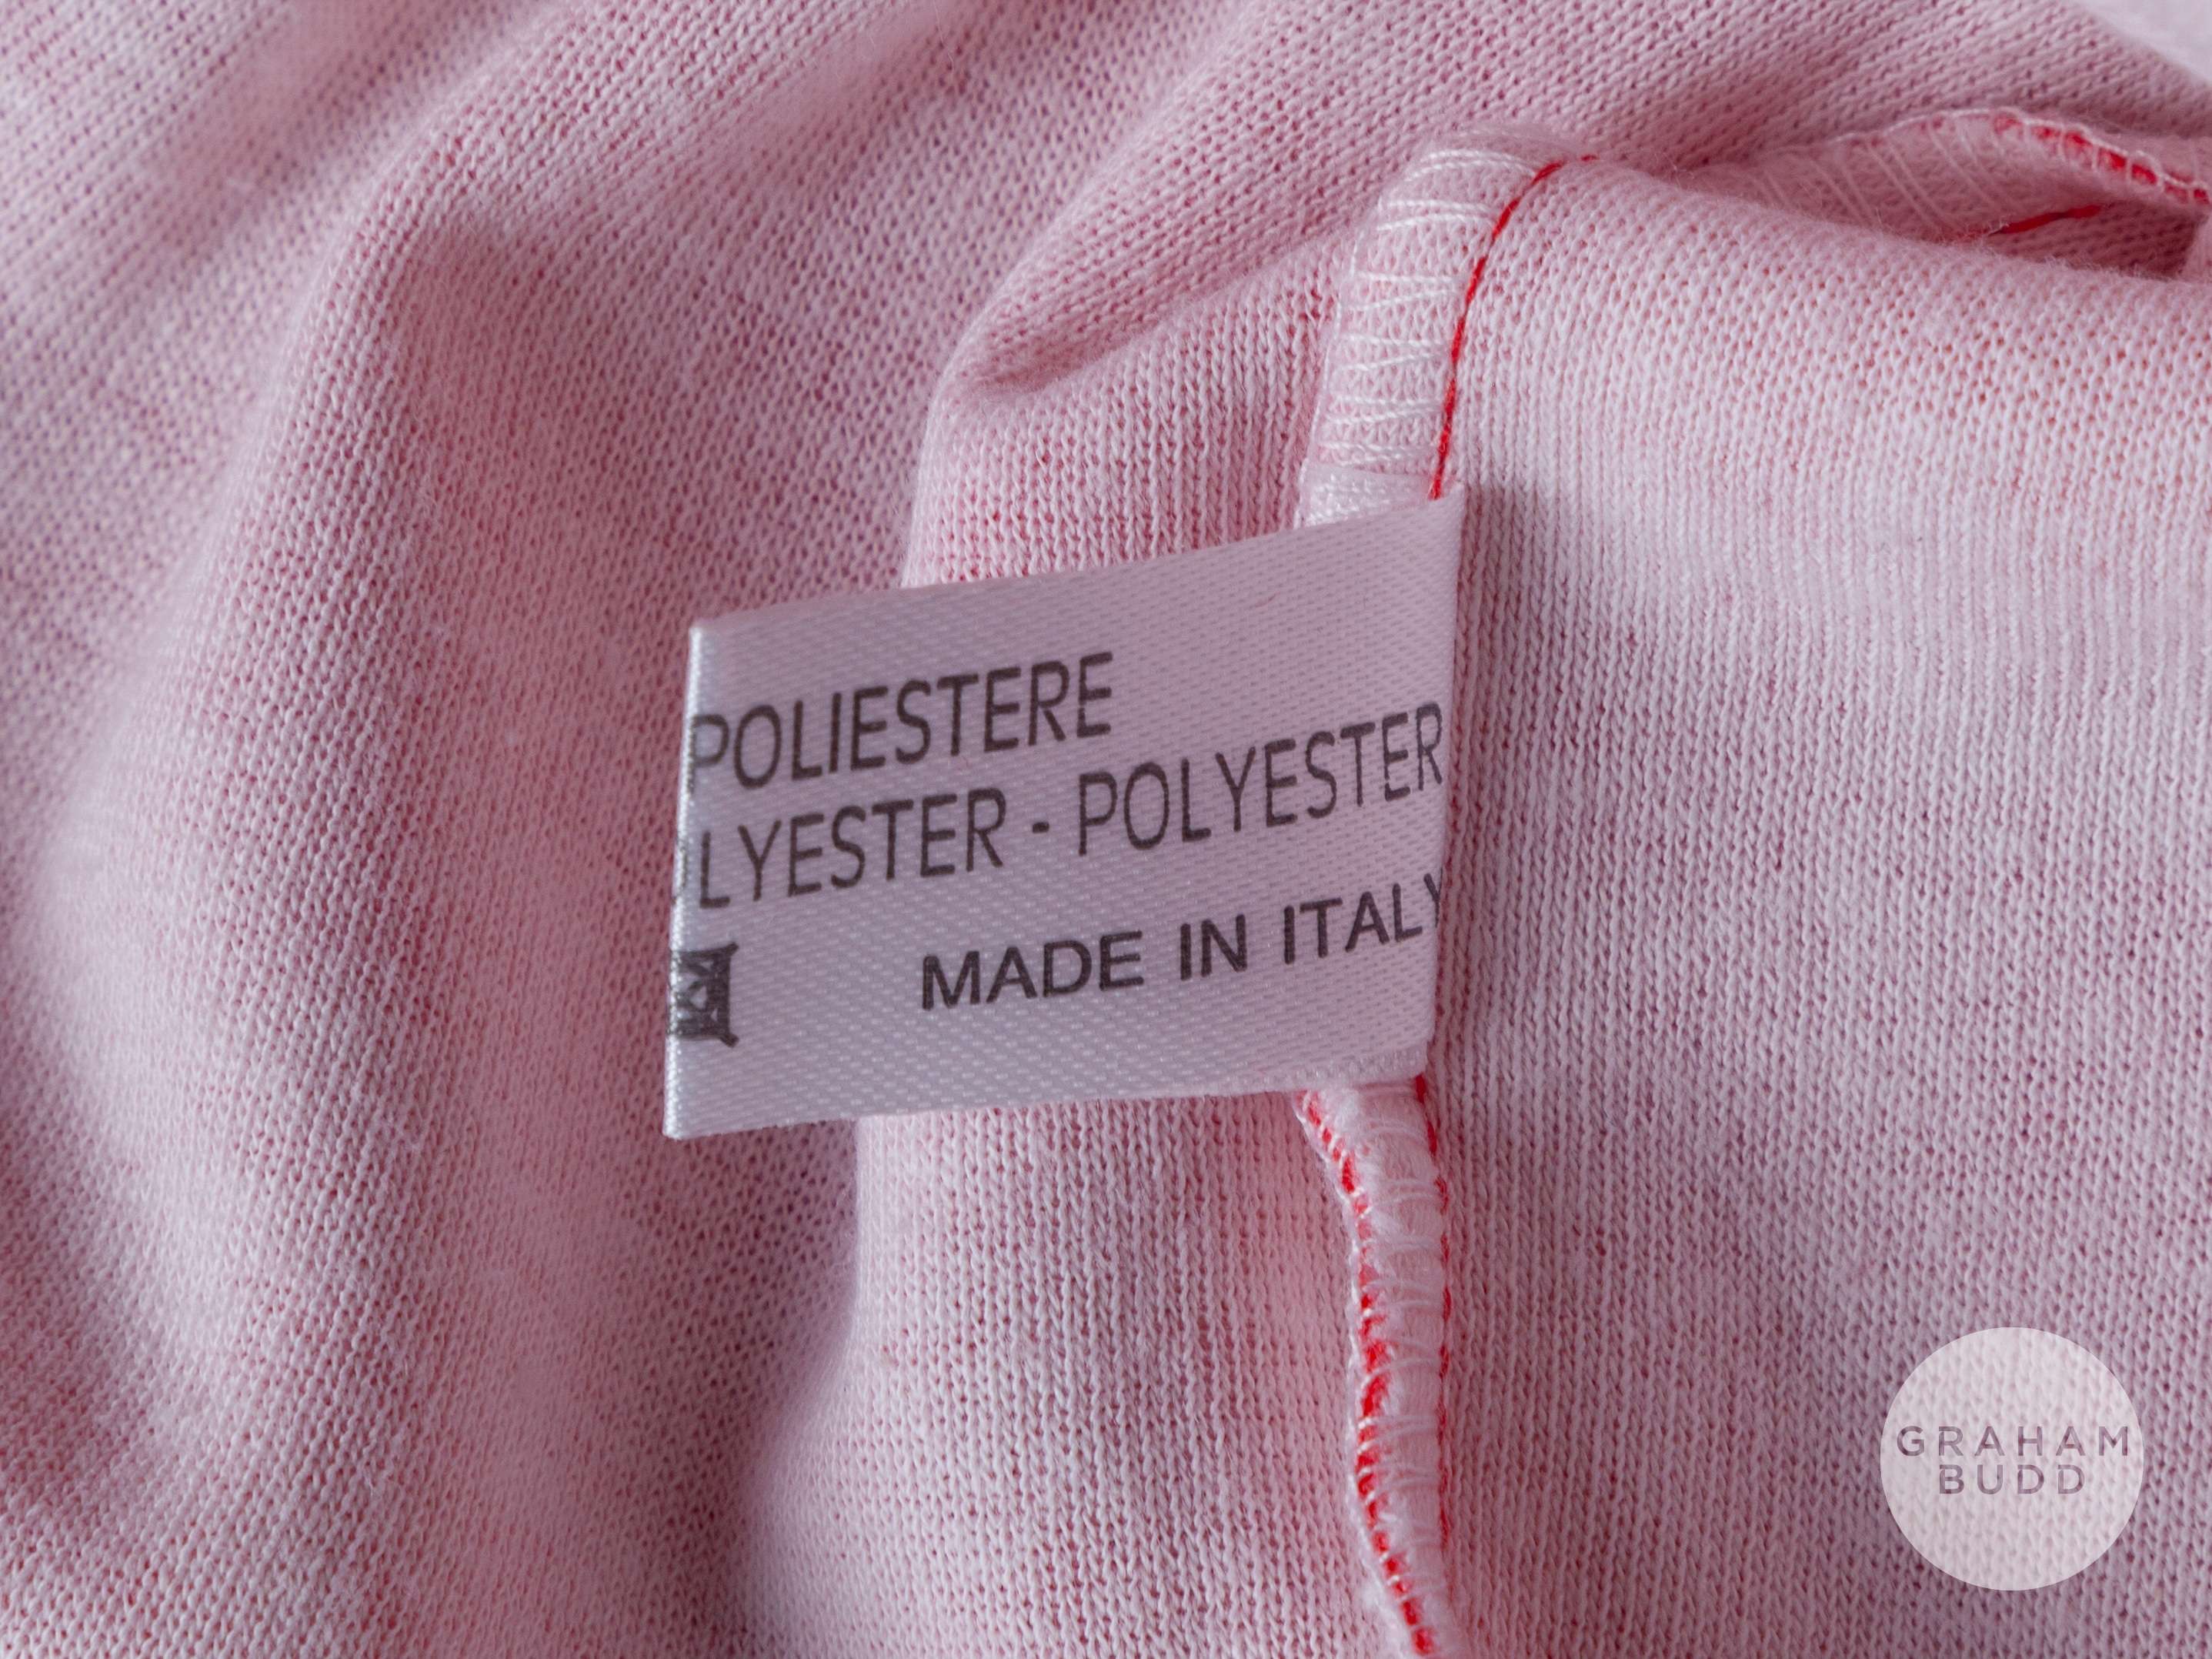 POLIESTERE
LYESTER - POLYESTER
MADE IN ITALY
GRAHAM
BUDD